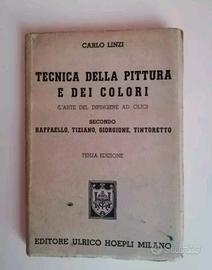 CARLO LINZI
TECNICA DELLA PITTURA
E DEI COLORI
(L'ARTE DEL DIPINGERE AD OLIO)
SECONDO
RAFFAELLO, TIZIANO, GIORGIONE, TINTORETTO
TERZA EDIZIONE
EDITORE ULRICO HOEPLI MILANO